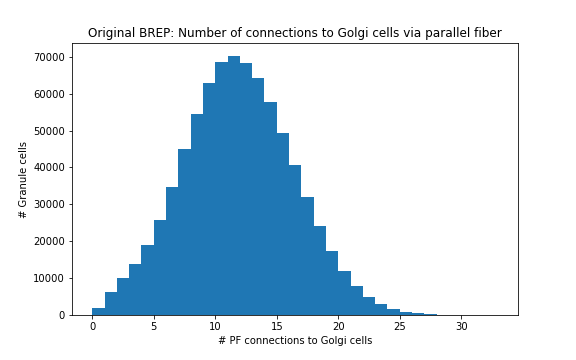 Original BREP: Number of connections to Golgi cells via parallel fiber
70000
60000
50000
40000
30000
20000
10000
0
# Granule cells
0 5 10 15 20 25 30
# PF connections to Golgi cells